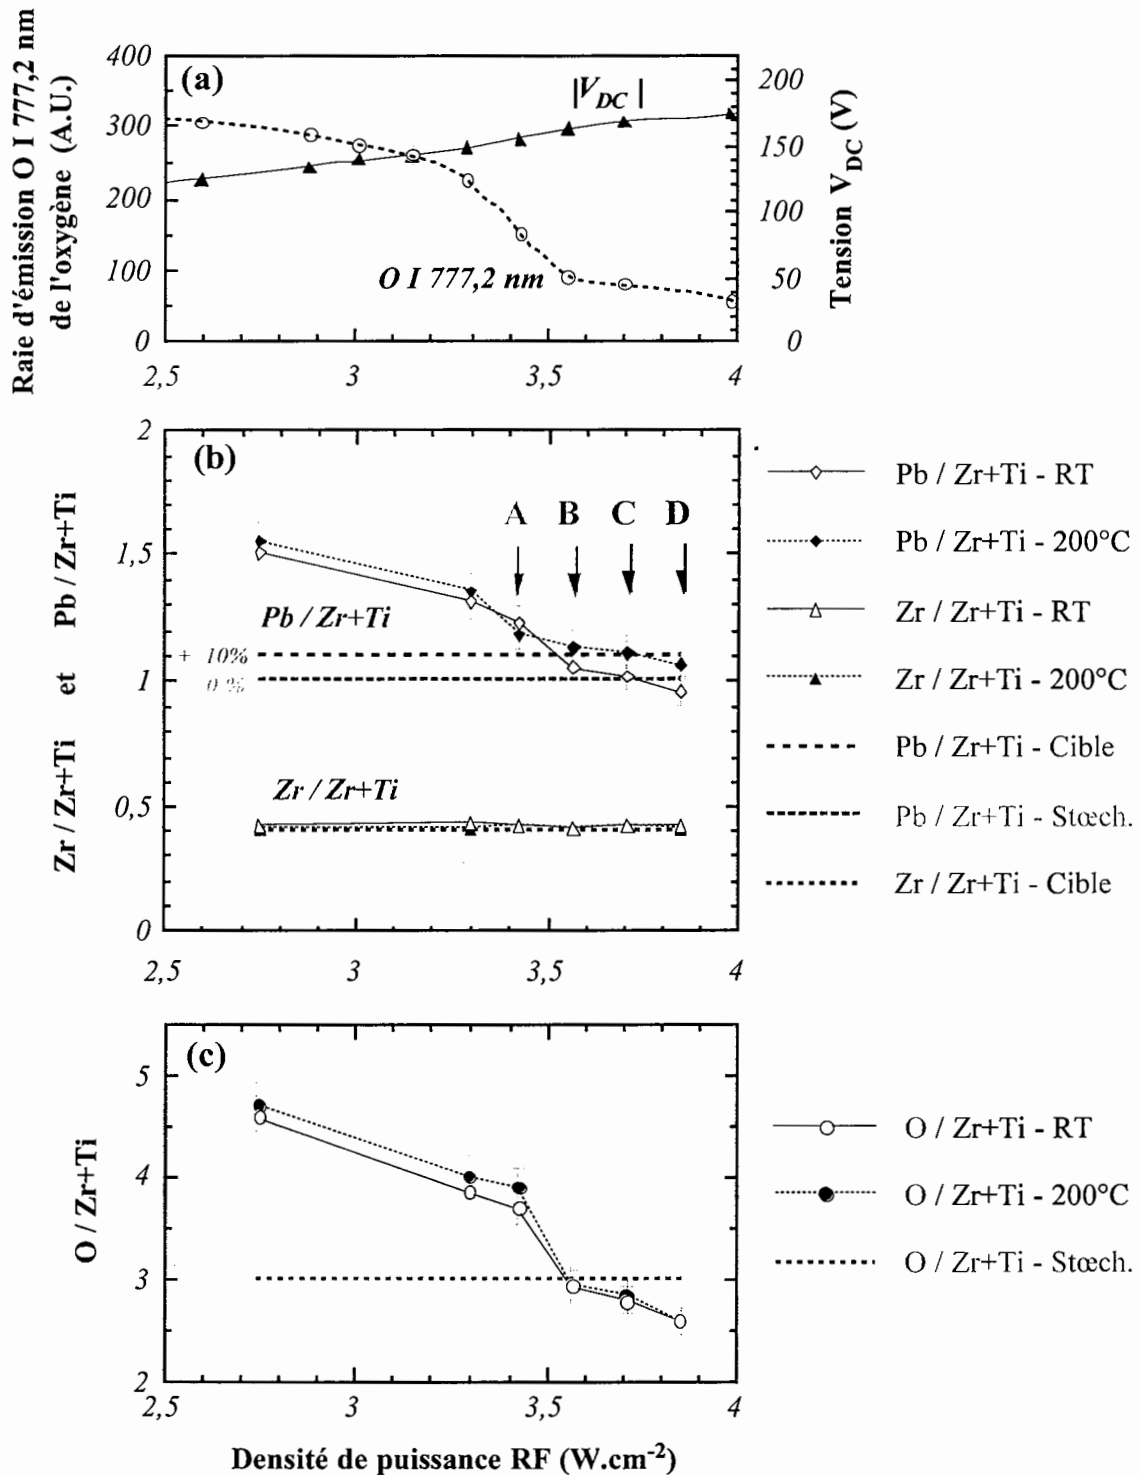 Raie d'émission O I 777,2 nm
de l'oxygène (A.U.)
400
300
200
100
0
(a)
|V_DC|
O I 777,2 nm
200
150
100
50
0
Tension V_DC (V)
2,5
3
3,5
4
Zr / Zr+Ti et Pb / Zr+Ti
2
1,5
1
0,5
0
(b)
A
B
C
D
Pb / Zr+Ti
+ 10%
0 %
Zr / Zr+Ti
2,5
3
3,5
4
Pb / Zr+Ti - RT
Pb / Zr+Ti - 200°C
Zr / Zr+Ti - RT
Zr / Zr+Ti - 200°C
Pb / Zr+Ti - Cible
Pb / Zr+Ti - Stœch.
Zr / Zr+Ti - Cible
O / Zr+Ti
5
4
3
2
(c)
2,5
3
3,5
4
O / Zr+Ti - RT
O / Zr+Ti - 200°C
O / Zr+Ti - Stœch.
Densité de puissance RF (W.cm⁻²)